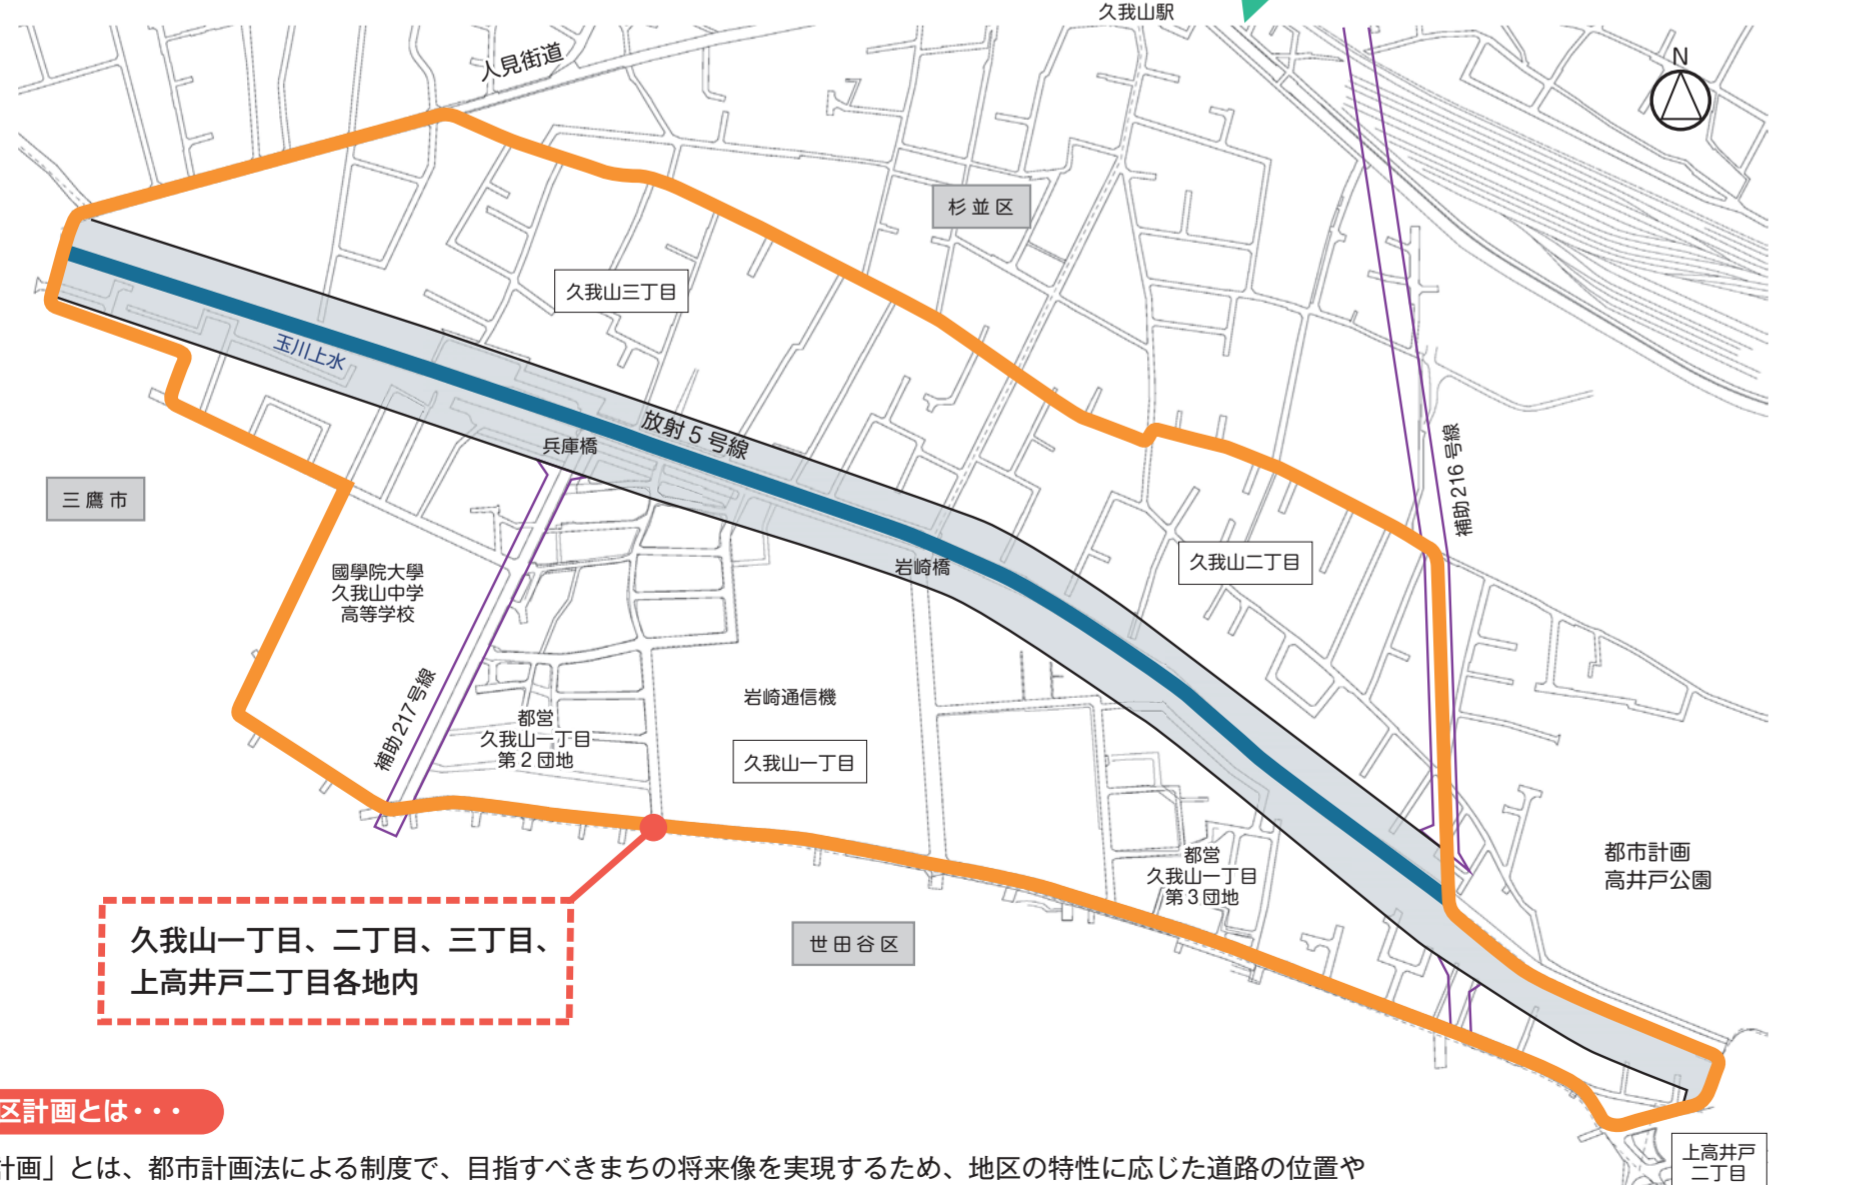 久我山駅
人見街道
N
杉並区
久我山三丁目
玉川上水
放射5号線
兵庫橋
補助216号線
三鷹市
岩崎橋
久我山二丁目
國學院大學
久我山中学
高等学校
補助217号線
都営
久我山一丁目
第2団地
岩崎通信機
久我山一丁目
都営
久我山一丁目
第3団地
都市計画
高井戸公園
久我山一丁目、二丁目、三丁目、
上高井戸二丁目各地内
世田谷区
区計画とは・・・
上高井戸
二丁目
計画」とは、都市計画法による制度で、目指すべきまちの将来像を実現するため、地区の特性に応じた道路の位置や